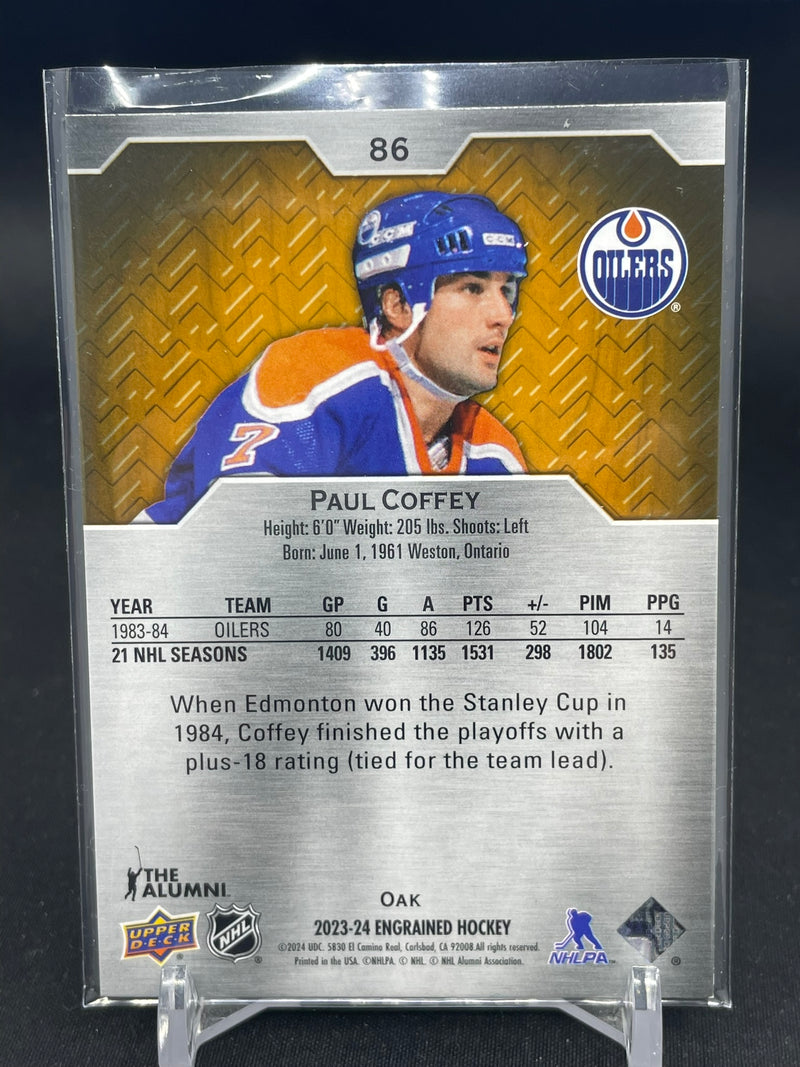 86
CCM
CCM
OILERS
®
7
PAUL COFFEY
Height: 6'0" Weight: 205 lbs. Shoots: Left
Born: June 1, 1961 Weston, Ontario
YEAR TEAM GP G A PTS +/- PIM PPG
1983-84 OILERS 80 40 86 126 52 104 14
21 NHL SEASONS 1409 396 1135 1531 298 1802 135
When Edmonton won the Stanley Cup in
1984, Coffey finished the playoffs with a
plus-18 rating (tied for the team lead).
THE
ALUMNI
OAK
UPPER
DECK
®
NHL
®
2023-24 ENGRAINED HOCKEY
©2024 UDC. 5830 El Camino Real, Carlsbad, CA 92008. All rights reserved.
Printed in the USA. ©NHLPA. © NHL. © NHL Alumni Association.
NHLPA
®